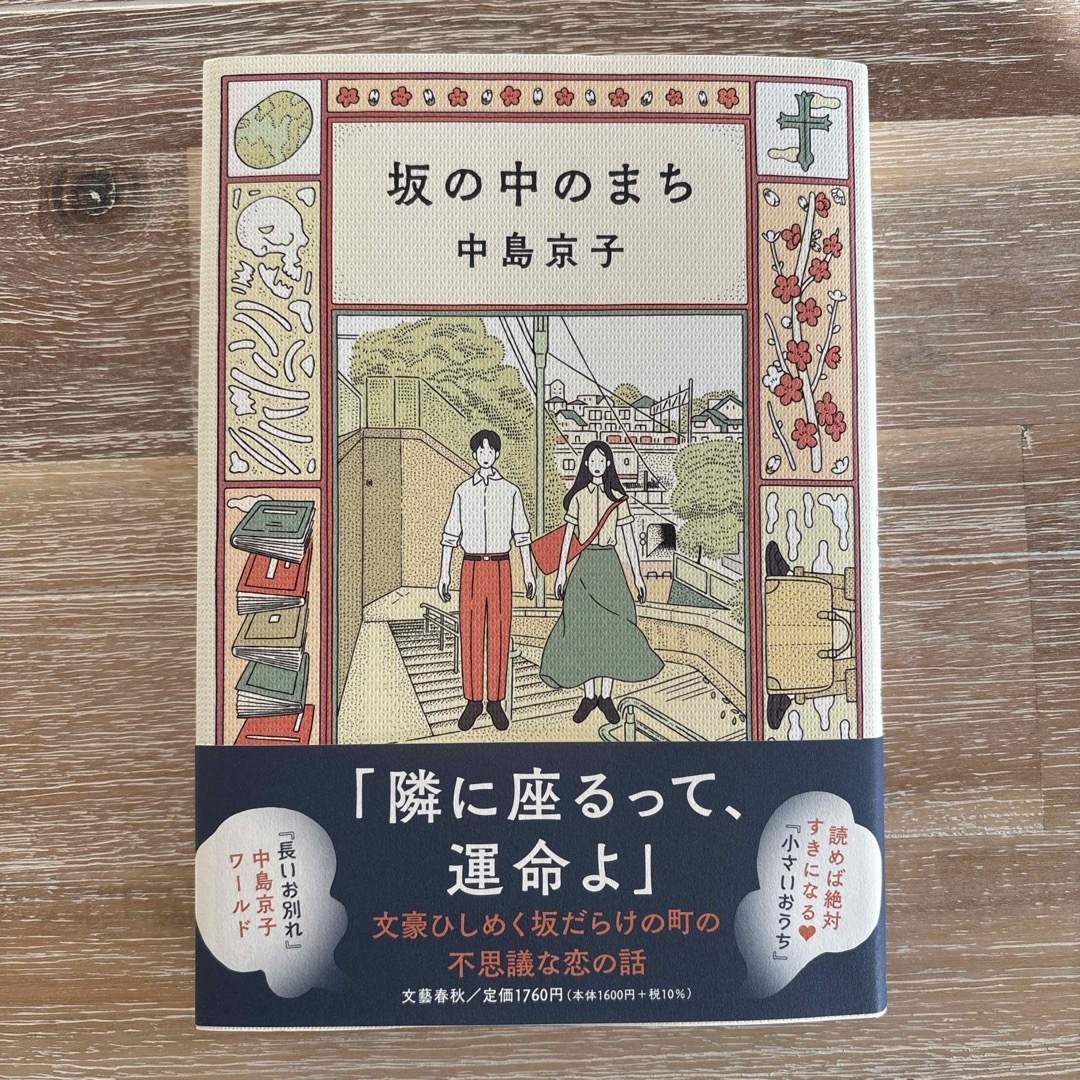 坂の中のまち
中島京子
「隣に座るって、
運命よ」
文豪ひしめく坂だらけの町の
不思議な恋の話
文藝春秋／定価1760円（本体1600円＋税10％）
読めば絶対
すきになる♥
『小さいおうち』
『長いお別れ』
中島京子
ワールド